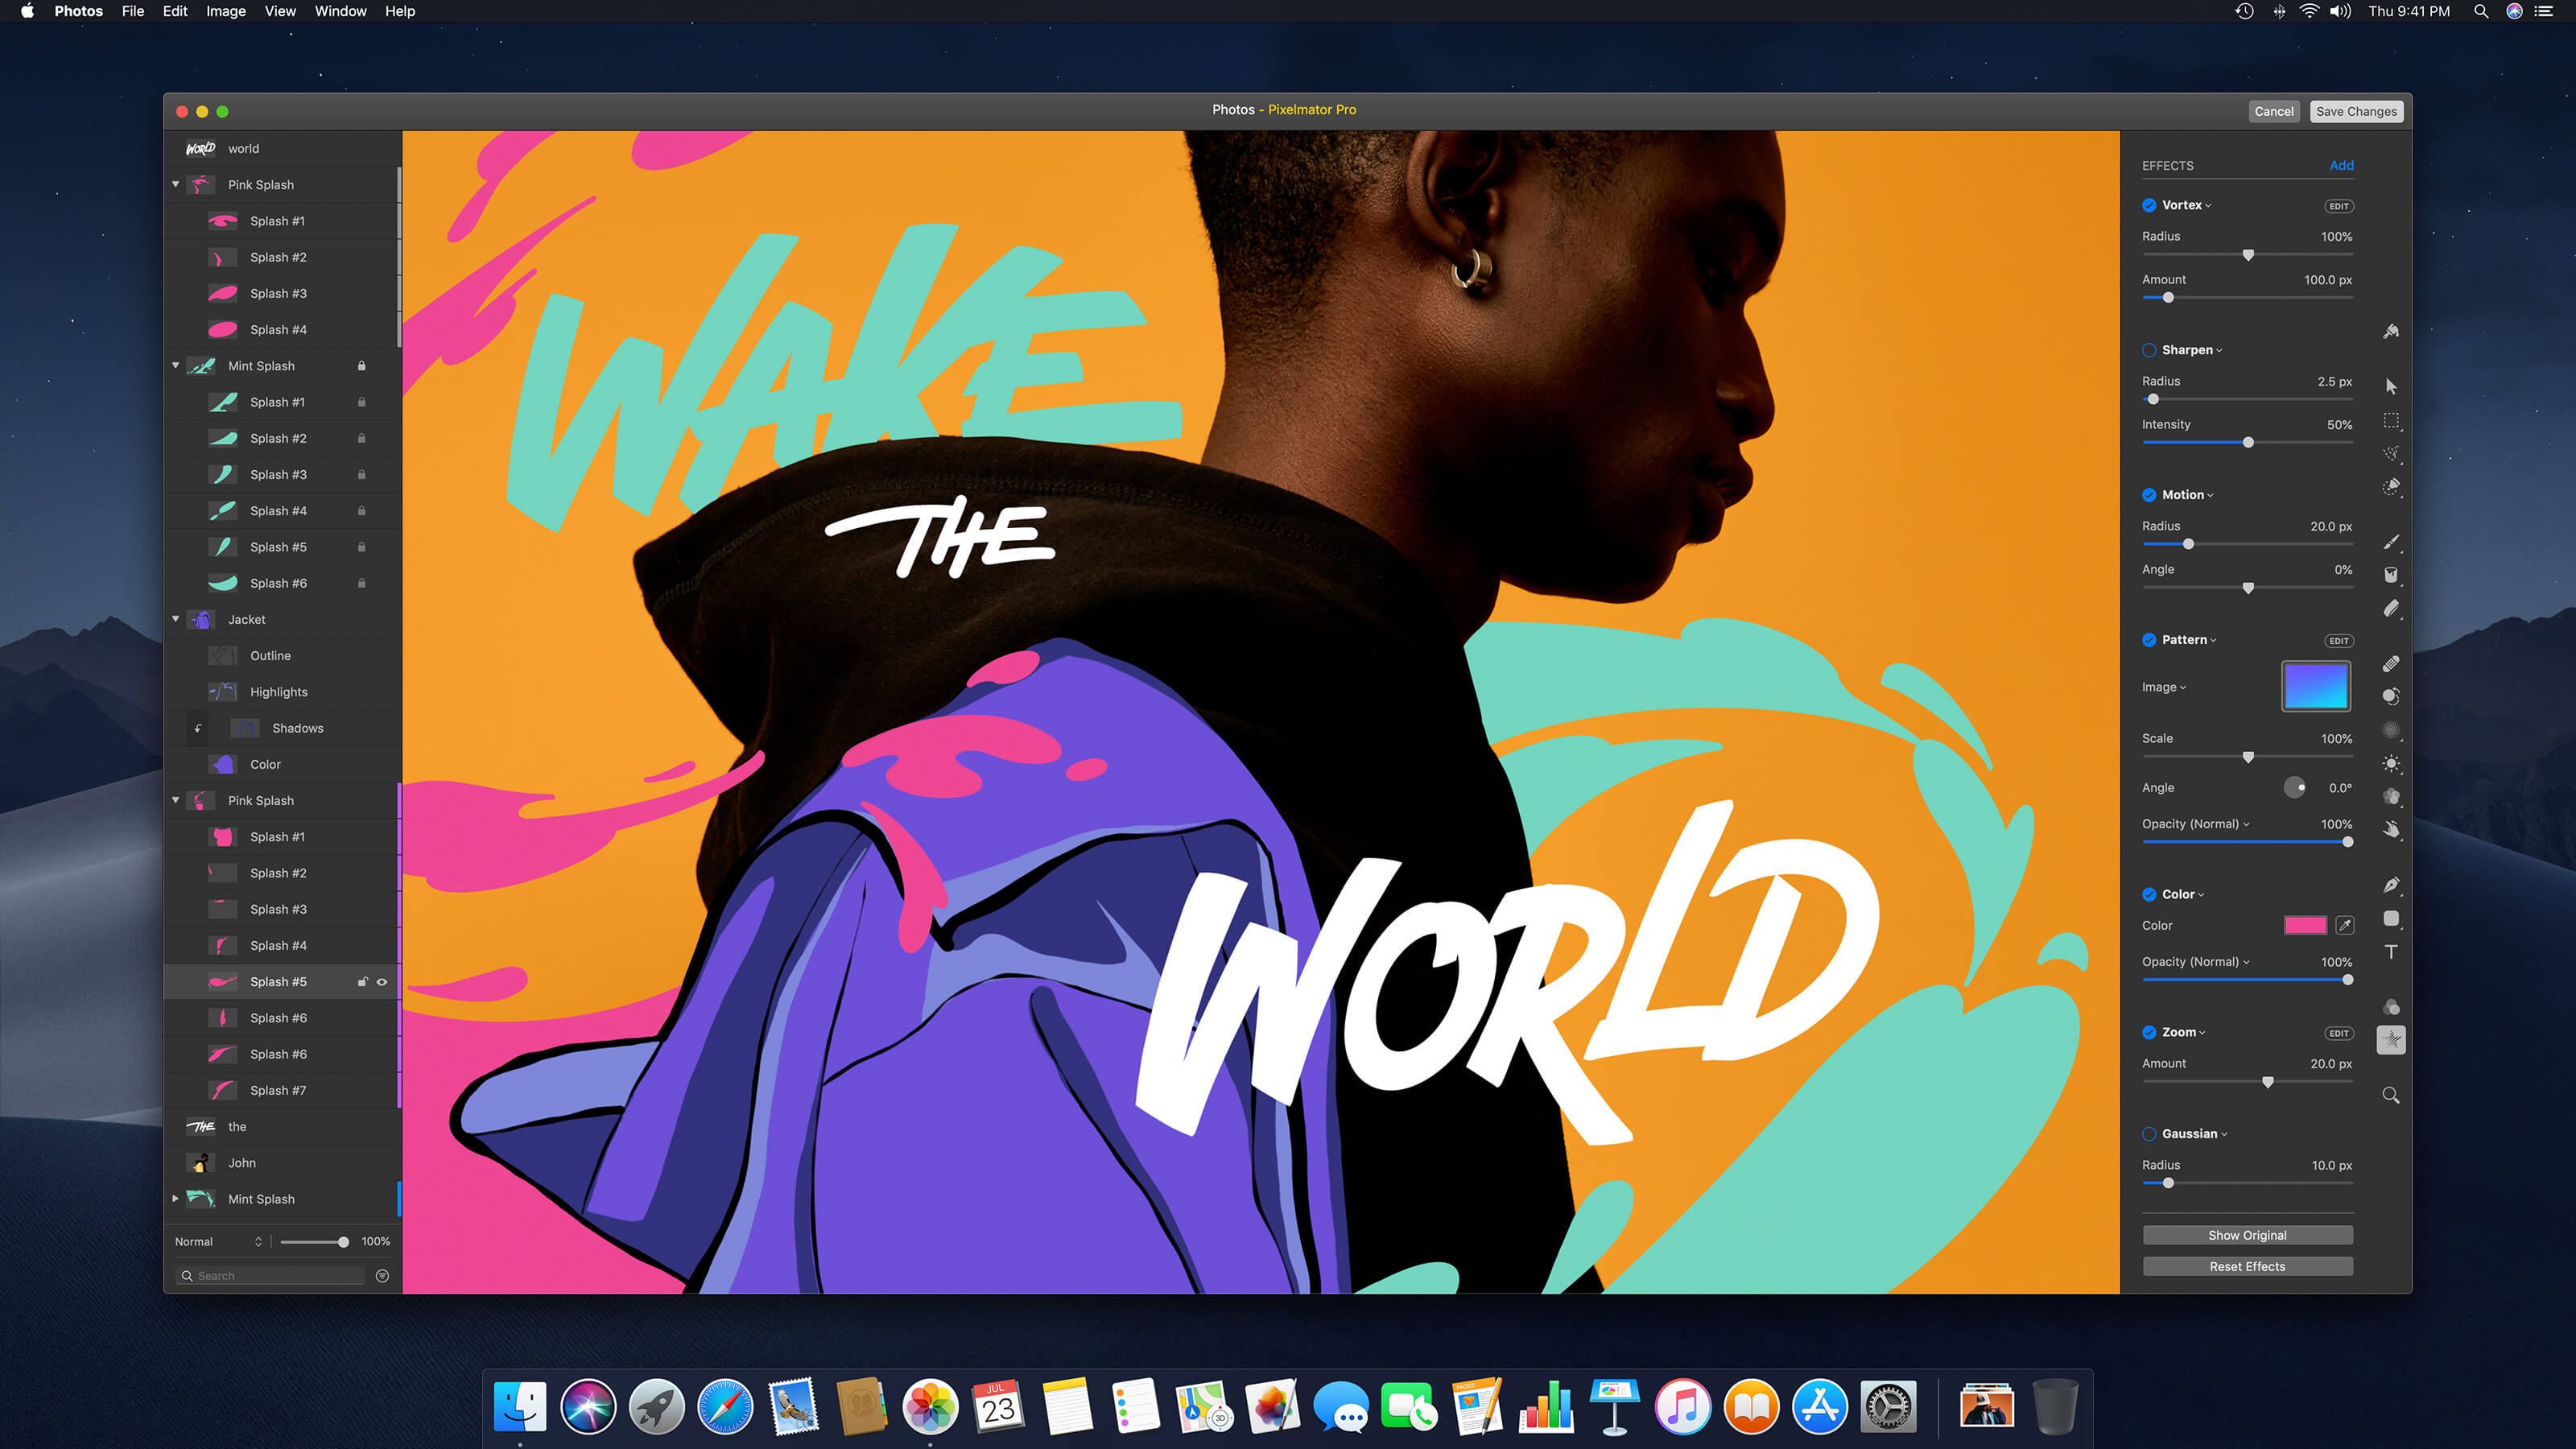 Photos File Edit Image View Window Help
Thu 9:41 PM
Photos - Pixelmator Pro
Cancel Save Changes
WORLD world
Pink Splash
Splash #1
Splash #2
Splash #3
Splash #4
Mint Splash
Splash #1
Splash #2
Splash #3
Splash #4
Splash #5
Splash #6
Jacket
Outline
Highlights
Shadows
Color
Pink Splash
Splash #1
Splash #2
Splash #3
Splash #4
Splash #5
Splash #6
Splash #6
Splash #7
THE the
John
Mint Splash
Normal 100%
Search
WAKE
THE
WORLD
EFFECTS Add
Vortex EDIT
Radius 100%
Amount 100.0 px
Sharpen
Radius 2.5 px
Intensity 50%
Motion
Radius 20.0 px
Angle 0%
Pattern EDIT
Image
Scale 100%
Angle 0.0°
Opacity (Normal) 100%
Color
Color
Opacity (Normal) 100%
Zoom EDIT
Amount 20.0 px
Gaussian
Radius 10.0 px
Show Original
Reset Effects
T
JUL
23
3D
PAGES